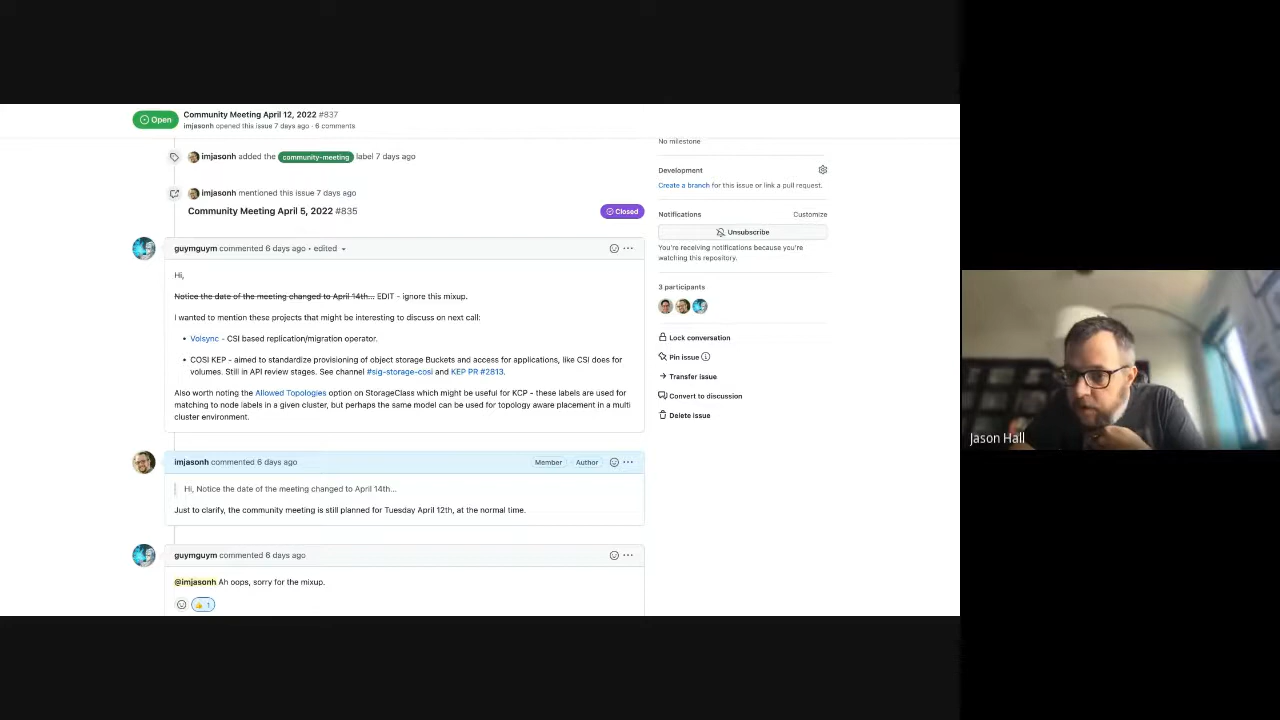 Open
Community Meeting April 12, 2022 #837
imjasonh opened this issue 7 days ago · 6 comments
imjasonh added the community-meeting label 7 days ago
imjasonh mentioned this issue 7 days ago
Community Meeting April 5, 2022 #835
Closed
guymguym commented 6 days ago • edited
Hi,
Notice the date of the meeting changed to April 14th... EDIT - ignore this mixup.
I wanted to mention these projects that might be interesting to discuss on next call:
• Volsync - CSI based replication/migration operator.
• COSI KEP - aimed to standardize provisioning of object storage Buckets and access for applications, like CSI does for
volumes. Still in API review stages. See channel #sig-storage-cosi and KEP PR #2813.
Also worth noting the Allowed Topologies option on StorageClass which might be useful for KCP - these labels are used for
matching to node labels in a given cluster, but perhaps the same model can be used for topology aware placement in a multi
cluster environment.
imjasonh commented 6 days ago
Member
Author
Hi, Notice the date of the meeting changed to April 14th...
Just to clarify, the community meeting is still planned for Tuesday April 12th, at the normal time.
guymguym commented 6 days ago
@imjasonh Ah oops, sorry for the mixup.
1
No milestone
Development
Create a branch for this issue or link a pull request.
Notifications
Customize
Unsubscribe
You're receiving notifications because you're
watching this repository.
3 participants
Lock conversation
Pin issue
Transfer issue
Convert to discussion
Delete issue
Jason Hall